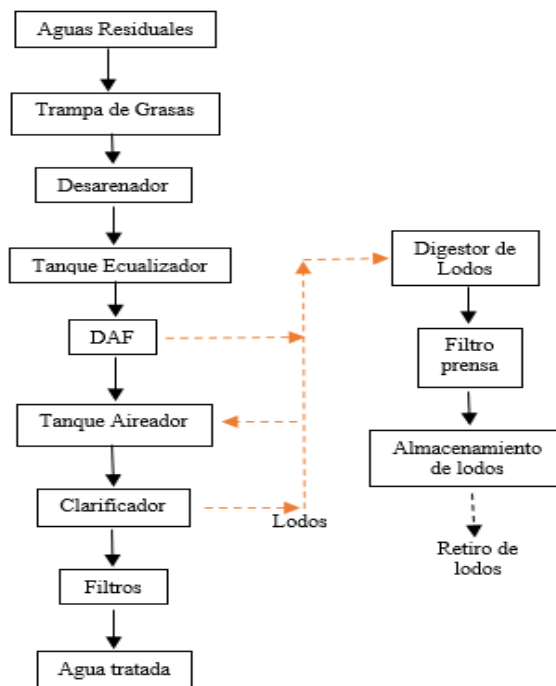 Aguas Residuales
Trampa de Grasas
Desarenador
Tanque Ecualizador
DAF
Tanque Aireador
Clarificador
Filtros
Agua tratada
Lodos
Digestor de
Lodos
Filtro
prensa
Almacenamiento
de lodos
Retiro de
lodos